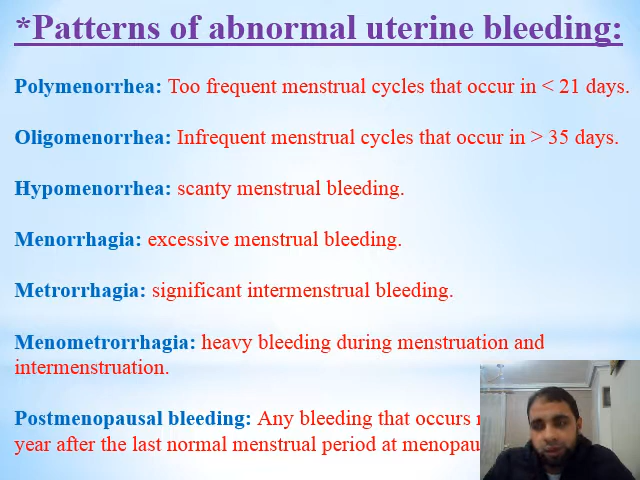 *Patterns of abnormal uterine bleeding:
Polymenorrhea: Too frequent menstrual cycles that occur in < 21 days.
Oligomenorrhea: Infrequent menstrual cycles that occur in > 35 days.
Hypomenorrhea: scanty menstrual bleeding.
Menorrhagia: excessive menstrual bleeding.
Metrorrhagia: significant intermenstrual bleeding.
Menometrorrhagia: heavy bleeding during menstruation and
intermenstruation.
Postmenopausal bleeding: Any bleeding that occurs
year after the last normal menstrual period at